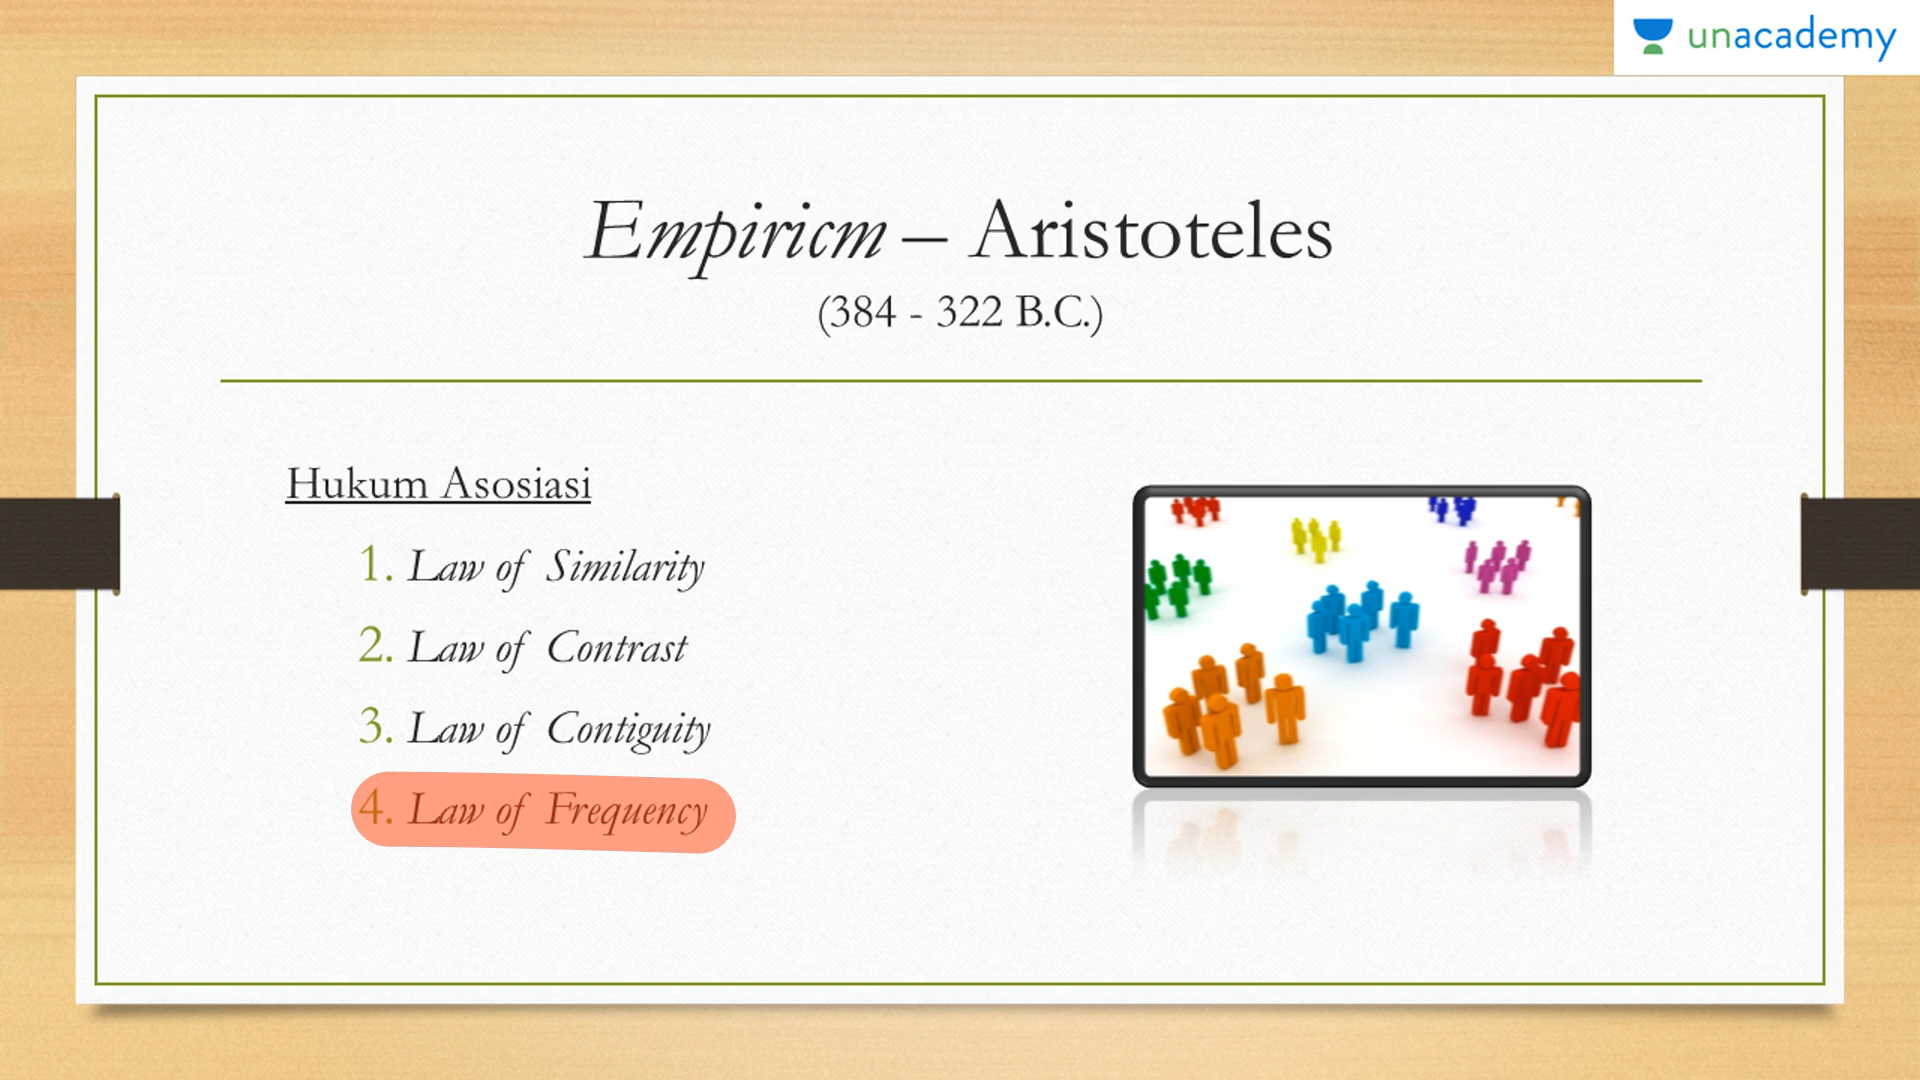 unacademy
Empiricm – Aristoteles
(384 - 322 B.C.)
Hukum Asosiasi
1. Law of Similarity
2. Law of Contrast
3. Law of Contiguity
4. Law of Frequency